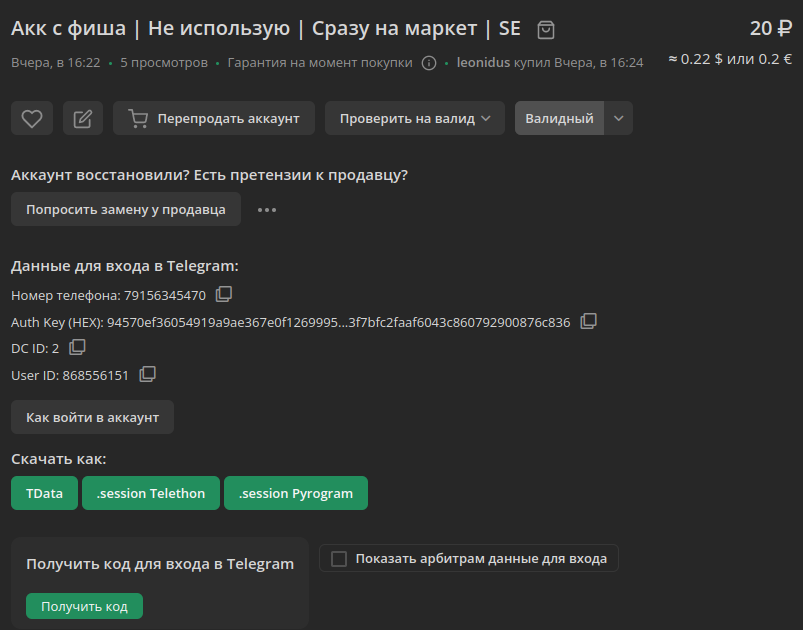 Акк с фиша | Не использую | Сразу на маркет | SE
20 ₽
Вчера, в 16:22 • 5 просмотров • Гарантия на момент покупки • leonidus купил Вчера, в 16:24
≈ 0.22 $ или 0.2 €
Перепродать аккаунт
Проверить на валид
Валидный
Аккаунт восстановили? Есть претензии к продавцу?
Попросить замену у продавца
Данные для входа в Telegram:
Номер телефона: 79156345470
Auth Key (HEX): 94570ef36054919a9ae367e0f1269995...3f7bfc2faaf6043c860792900876c836
DC ID: 2
User ID: 868556151
Как войти в аккаунт
Скачать как:
TData
.session Telethon
.session Pyrogram
Получить код для входа в Telegram
Показать арбитрам данные для входа
Получить код